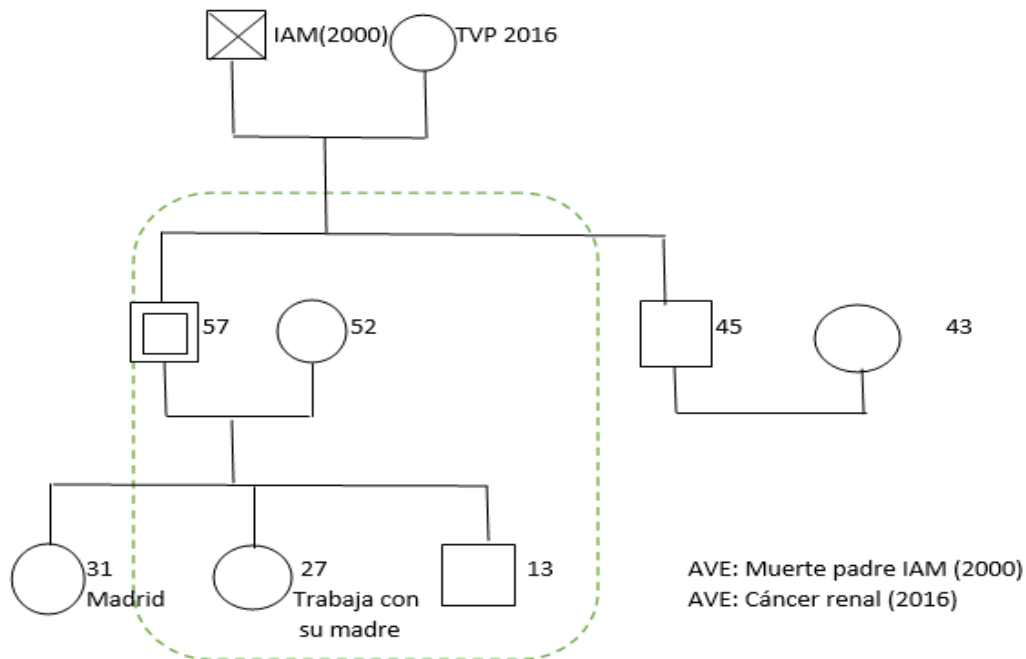 IAM(2000)
TVP 2016
57
52
45
43
31
Madrid
27
Trabaja con
su madre
13
AVE: Muerte padre IAM (2000)
AVE: Cáncer renal (2016)